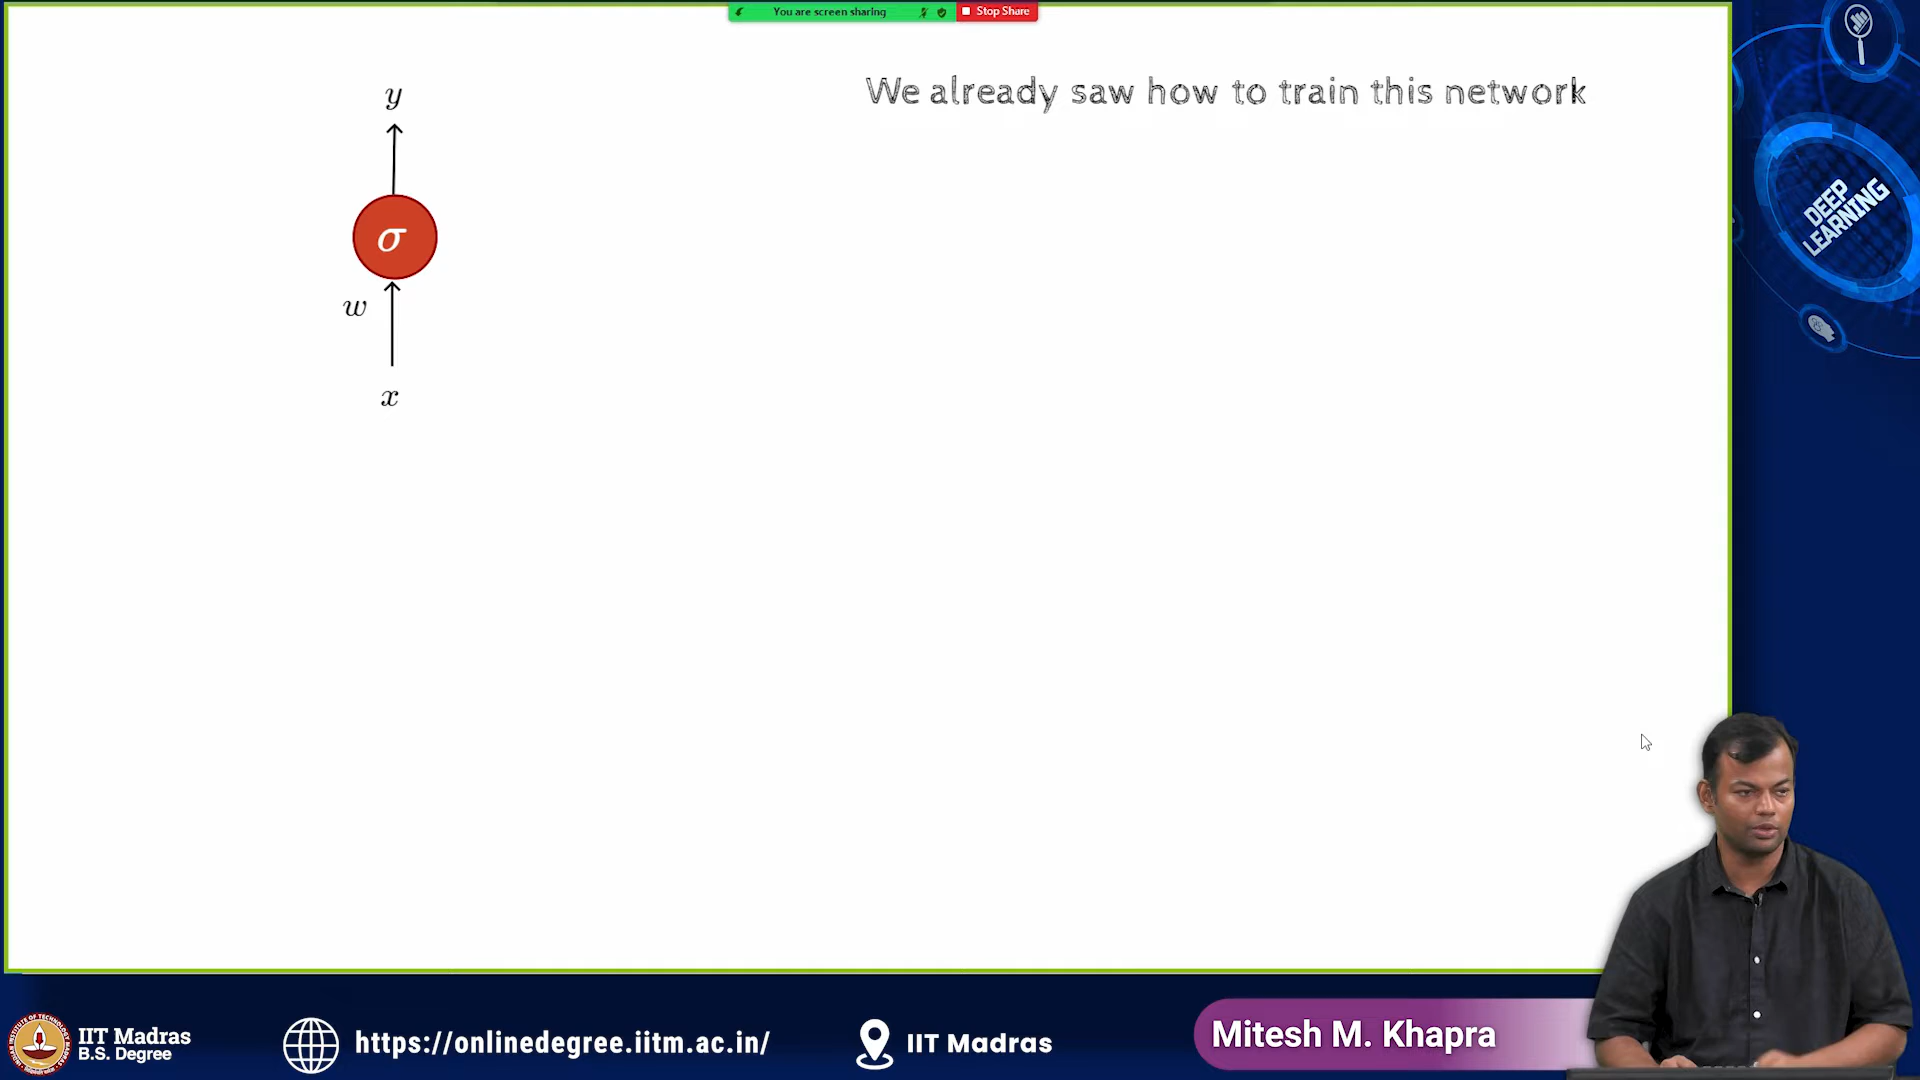 You are screen sharing
Stop Share
y
We already saw how to train this network
σ
w
x
DEEP
LEARNING
IIT Madras
B.S. Degree
https://onlinedegree.iitm.ac.in/
IIT Madras
Mitesh M. Khapra